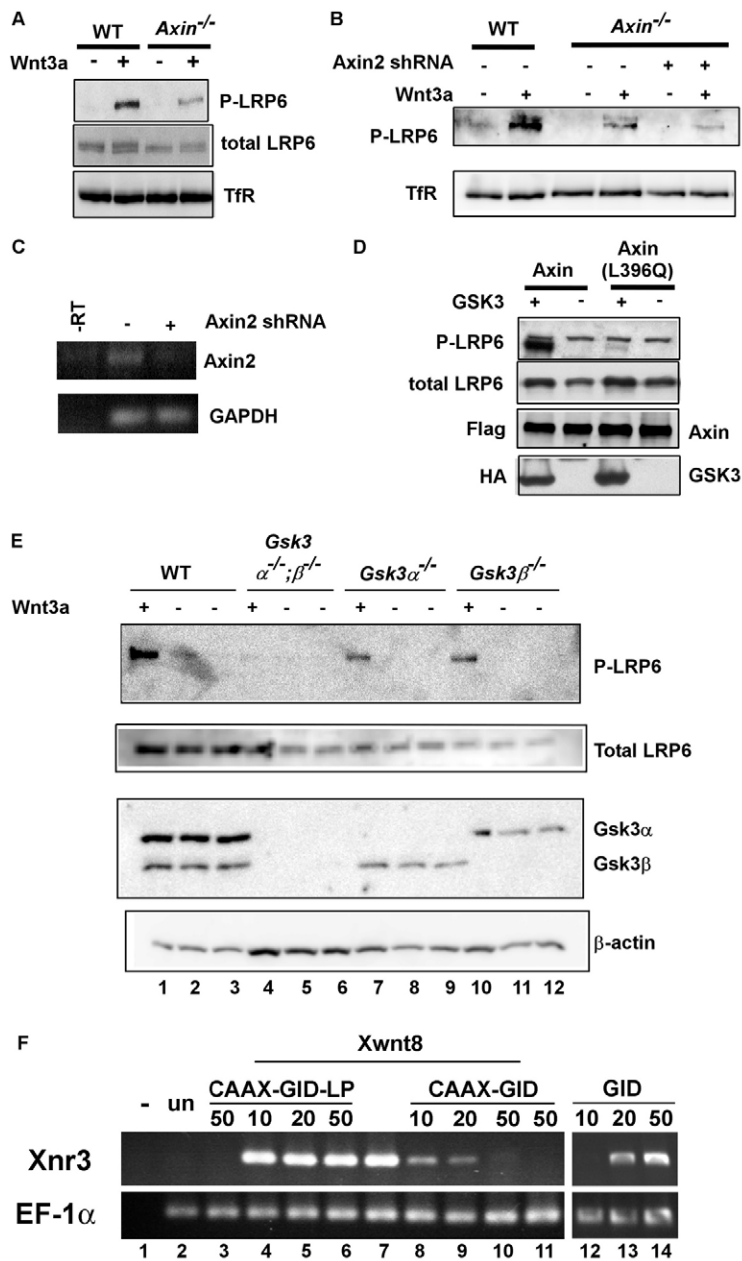 A
WT Axin-/-
Wnt3a - + - +
P-LRP6
total LRP6
TfR
B
WT Axin-/-
Axin2 shRNA - - - - + +
Wnt3a - + - + - +
P-LRP6
TfR
C
-RT - + Axin2 shRNA
Axin2
GAPDH
D
Axin Axin (L396Q)
GSK3 + - + -
P-LRP6
total LRP6
Flag Axin
HA GSK3
E
WT Gsk3 α-/-;β-/- Gsk3α-/- Gsk3β-/-
Wnt3a + - - + - - + - - + - -
P-LRP6
Total LRP6
Gsk3α
Gsk3β
β-actin
1 2 3 4 5 6 7 8 9 10 11 12
F
Xwnt8
CAAX-GID-LP CAAX-GID GID
- un 50 10 20 50 10 20 50 50 10 20 50
Xnr3
EF-1α
1 2 3 4 5 6 7 8 9 10 11 12 13 14